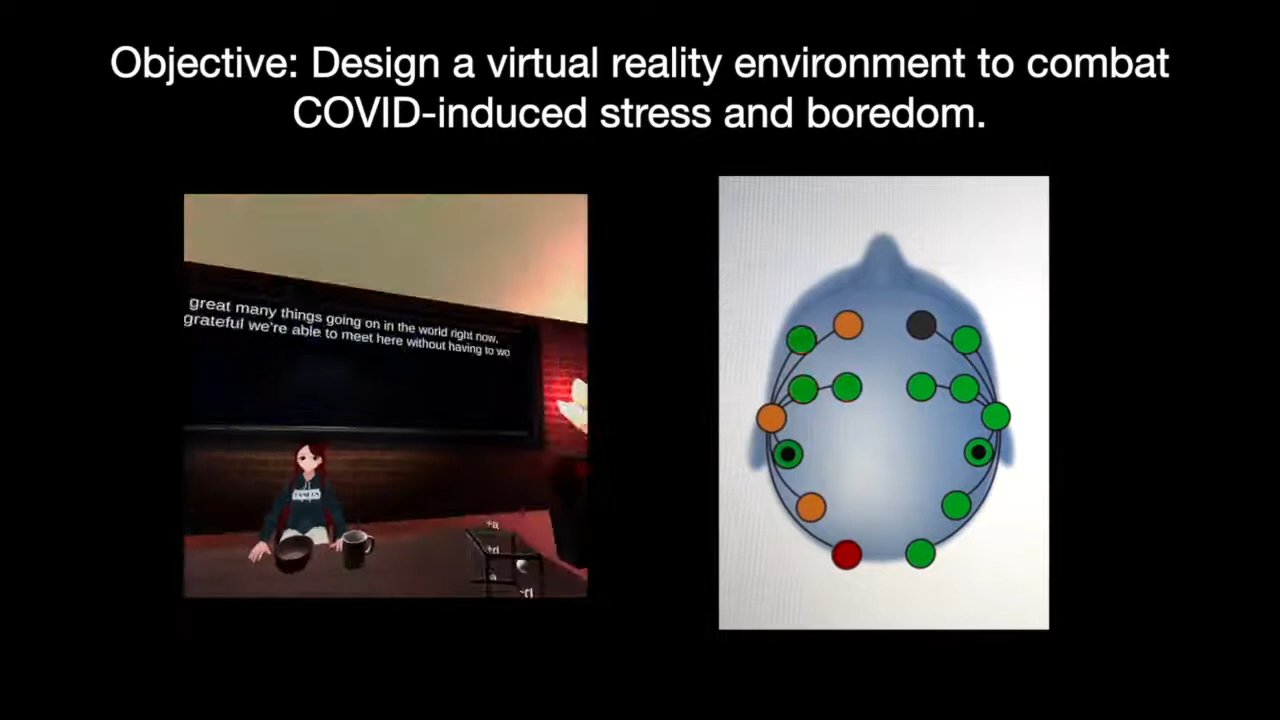 Objective: Design a virtual reality environment to combat
COVID-induced stress and boredom.
great many things going on in the world right now,
grateful we're able to meet here without having to wo